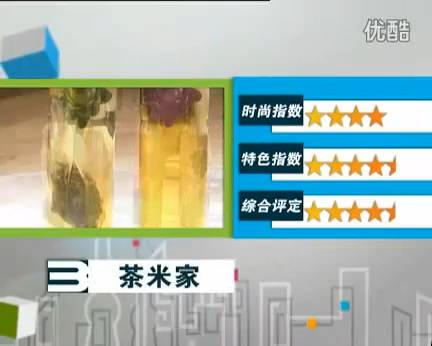 优酷
时尚指数
特色指数
综合评定
3 茶米家